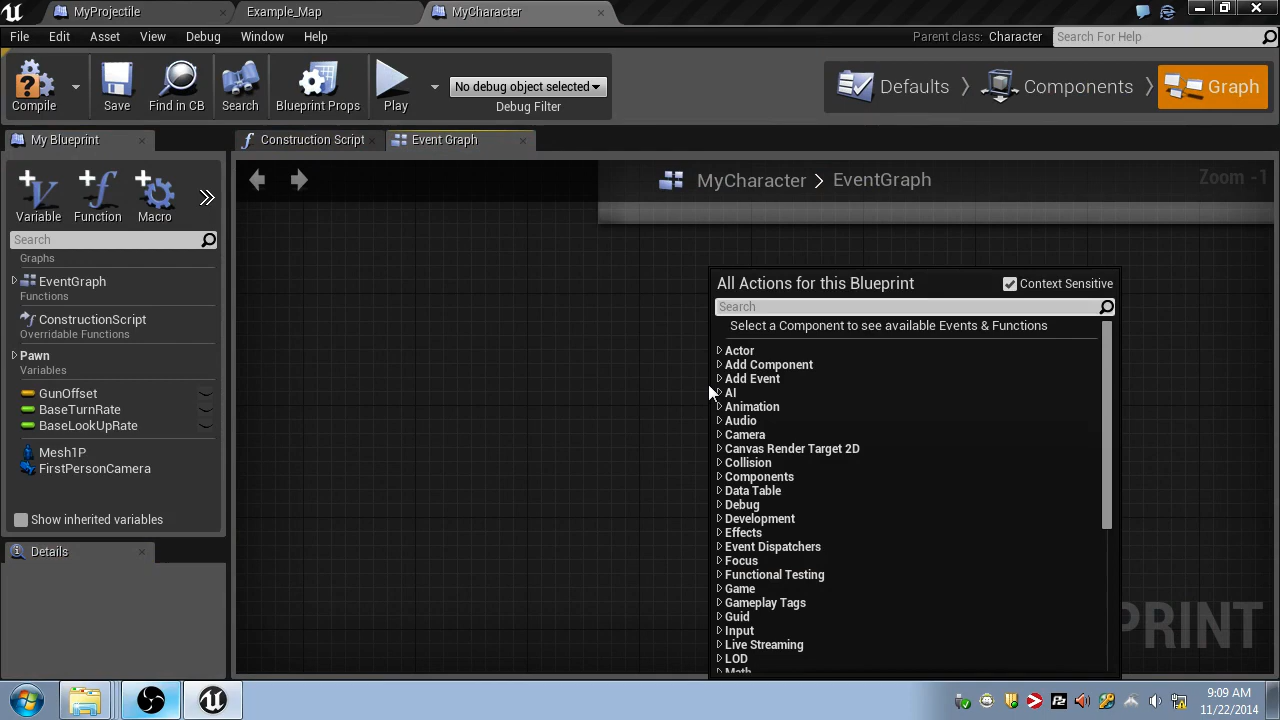 MyProjectile
Example_Map
MyCharacter
File
Edit
Asset
View
Debug
Window
Help
Parent class: Character
Search For Help
Compile
Save
Find in CB
Search
Blueprint Props
Play
No debug object selected
Debug Filter
Defaults
Components
Graph
My Blueprint
Construction Script
Event Graph
Variable
Function
Macro
MyCharacter > EventGraph
Zoom -1
Search
Graphs
EventGraph
Functions
ConstructionScript
Overridable Functions
Pawn
Variables
GunOffset
BaseTurnRate
BaseLookUpRate
Mesh1P
FirstPersonCamera
Show inherited variables
Details
All Actions for this Blueprint
Context Sensitive
Search
Select a Component to see available Events & Functions
Actor
Add Component
Add Event
AI
Animation
Audio
Camera
Canvas Render Target 2D
Collision
Components
Data Table
Debug
Development
Effects
Event Dispatchers
Focus
Functional Testing
Game
Gameplay Tags
Guid
Input
Live Streaming
LOD
Math
PRINT
9:09 AM
11/22/2014